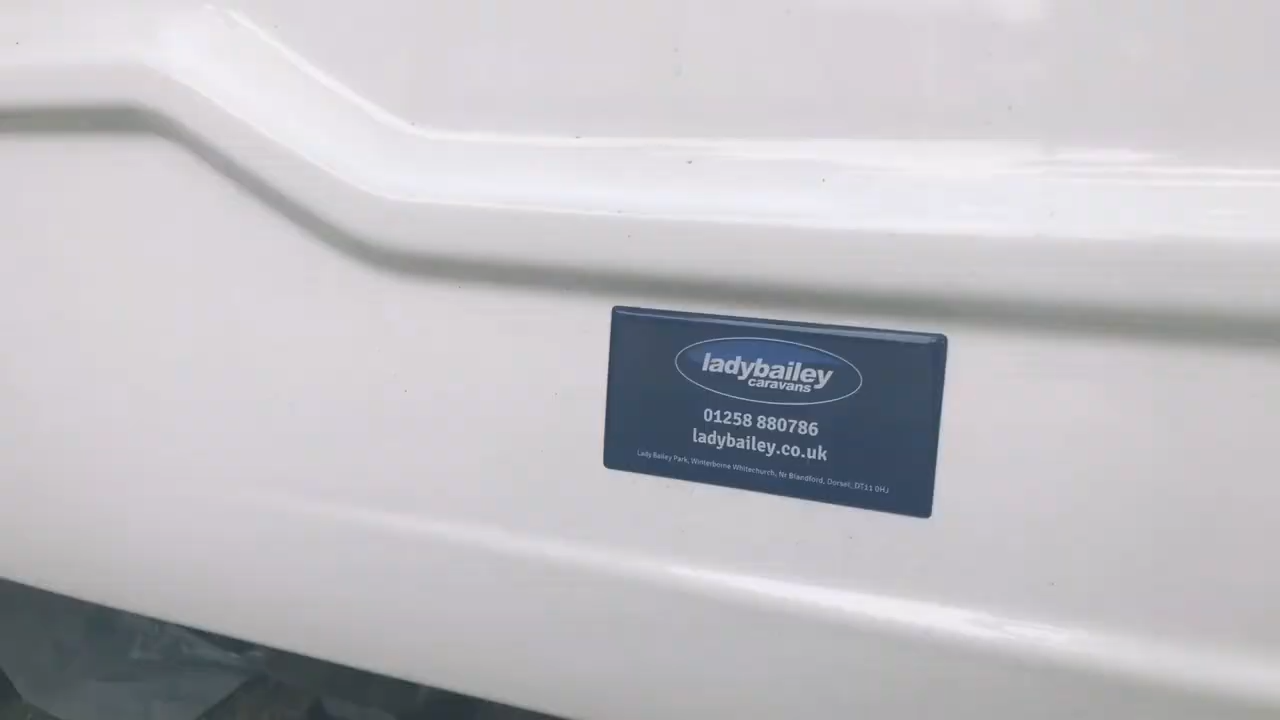 ladybailey
caravans
01258 880786
ladybailey.co.uk
Lady Bailey Park, Winterborne Whitechurch, Nr Blandford, Dorset, DT11 0HJ